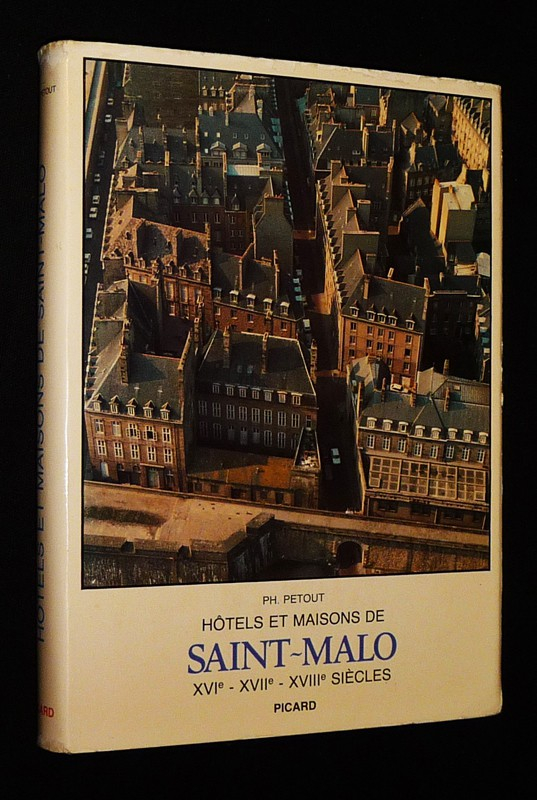 PETOUT
HÔTELS ET MAISONS DE SAINT-MALO
PH. PETOUT
HÔTELS ET MAISONS DE
SAINT~MALO
XVIe - XVIIe - XVIIIe SIÈCLES
PICARD